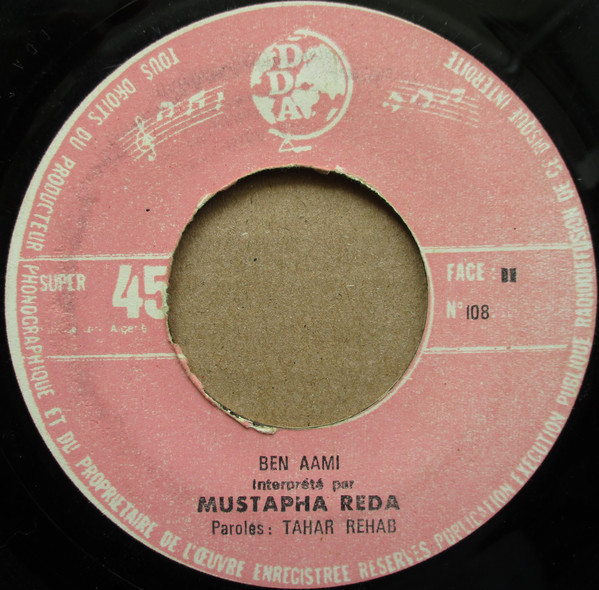 DDA
TOUS DROITS DU PRODUCTEUR PHONOGRAPHIQUE ET DU PROPRIETAIRE DE L'ŒUVRE ENREGISTREE RESERVES PUBLICATION EXECUTION PUBLIQUE RADIODIFFUSION DE CE DISQUE INTERDITE
SUPER 45
FACE : II
N° 108
BEN AAMI
Interprété par
MUSTAPHA REDA
Paroles : TAHAR REHAB